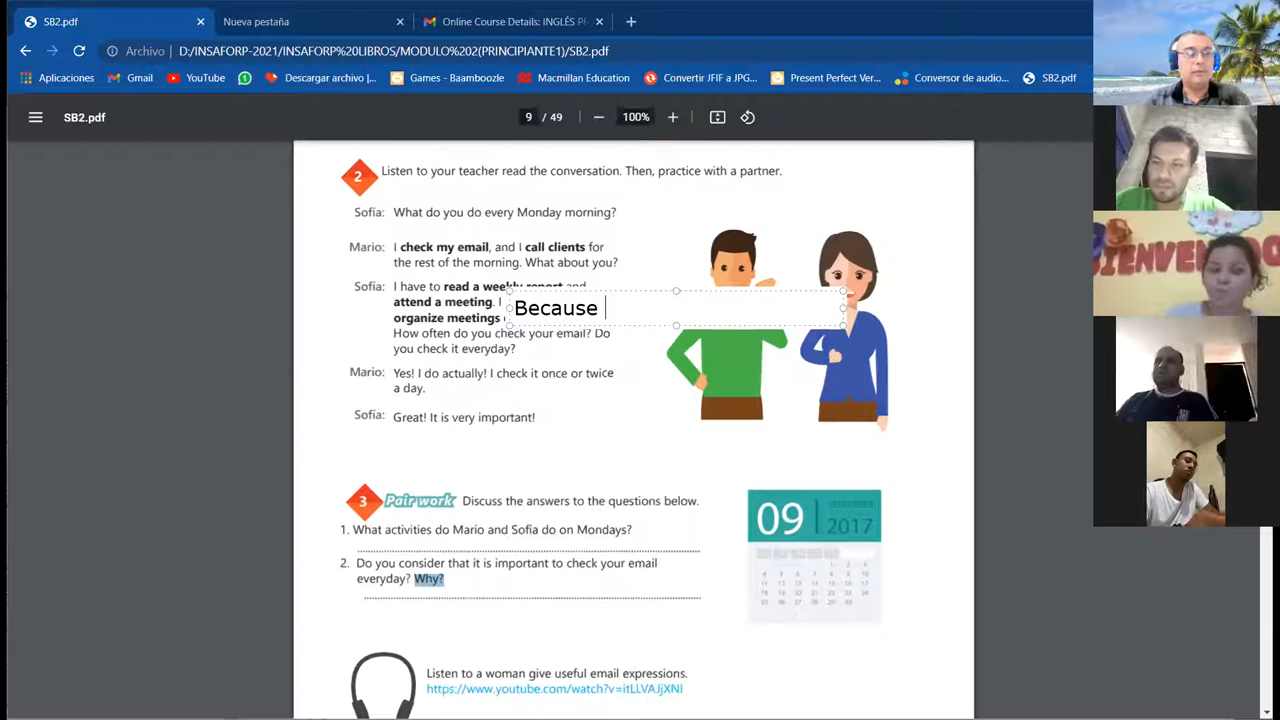 SB2.pdf
Nueva pestaña
Online Course Details: INGLÉS PR
Archivo
D:/INSAFORP-2021/INSAFORP%20LIBROS/MODULO%202(PRINCIPIANTE1)/SB2.pdf
Aplicaciones
Gmail
YouTube
Descargar archivo |...
Games - Baamboozle
Macmillan Education
Convertir JFIF a JPG...
Present Perfect Ver...
Conversor de audio...
SB2.pdf
SB2.pdf
9 / 49
100%
2
Listen to your teacher read the conversation. Then, practice with a partner.
Sofía: What do you do every Monday morning?
Mario: I check my email, and I call clients for
the rest of the morning. What about you?
Sofía: I have to read a weekly report and
attend a meeting. I
organize meetings
Because
How often do you check your email? Do
you check it everyday?
Mario: Yes! I do actually! I check it once or twice
a day.
Sofía: Great! It is very important!
3
Pair work Discuss the answers to the questions below.
1. What activities do Mario and Sofía do on Mondays?
2. Do you consider that it is important to check your email
everyday? Why?
09
2017
Listen to a woman give useful email expressions.
https://www.youtube.com/watch?v=itLLVAJjXNI